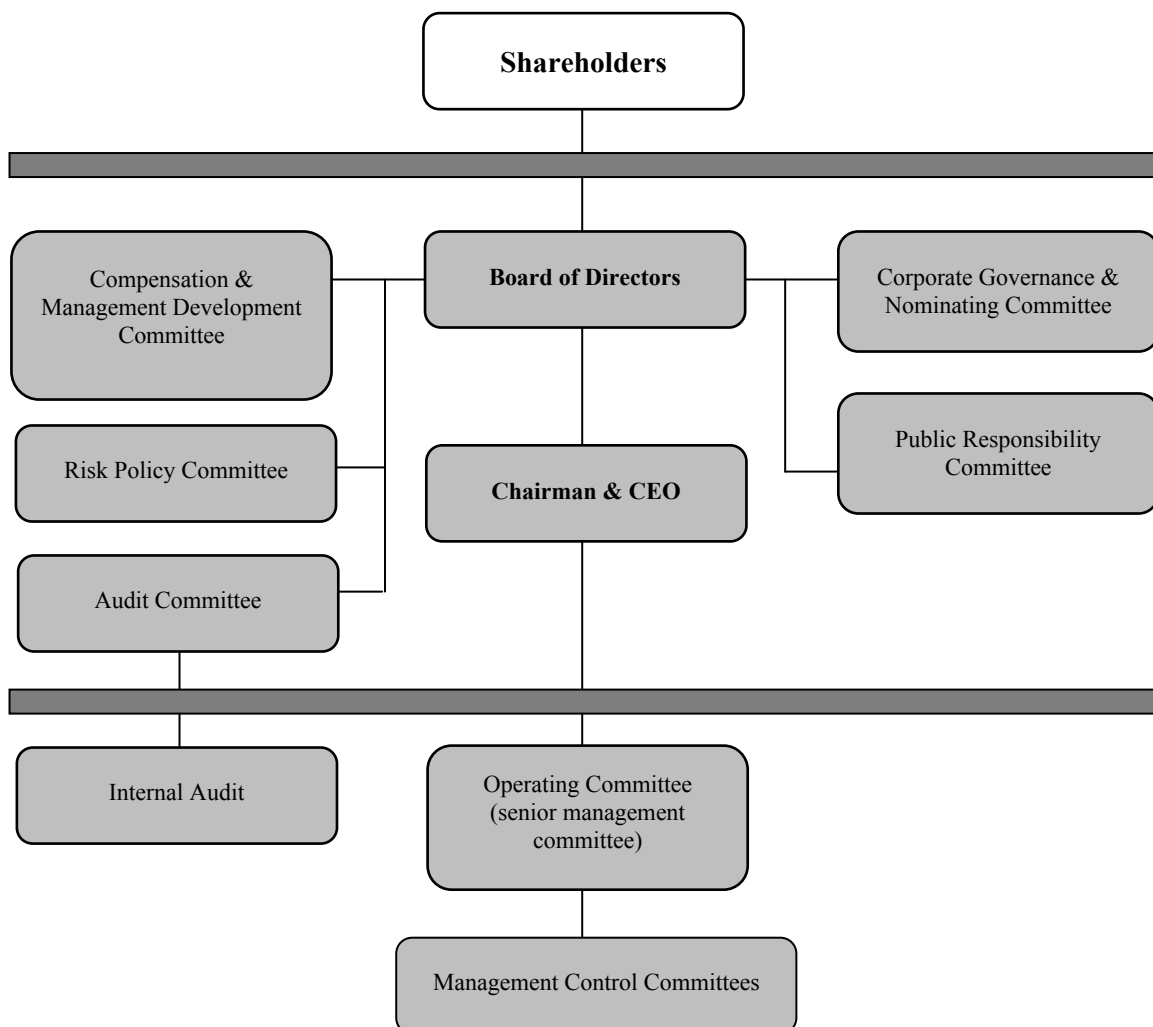 Shareholders
Compensation &
Management Development
Committee
Board of Directors
Corporate Governance &
Nominating Committee
Risk Policy Committee
Chairman & CEO
Public Responsibility
Committee
Audit Committee
Internal Audit
Operating Committee
(senior management
committee)
Management Control Committees